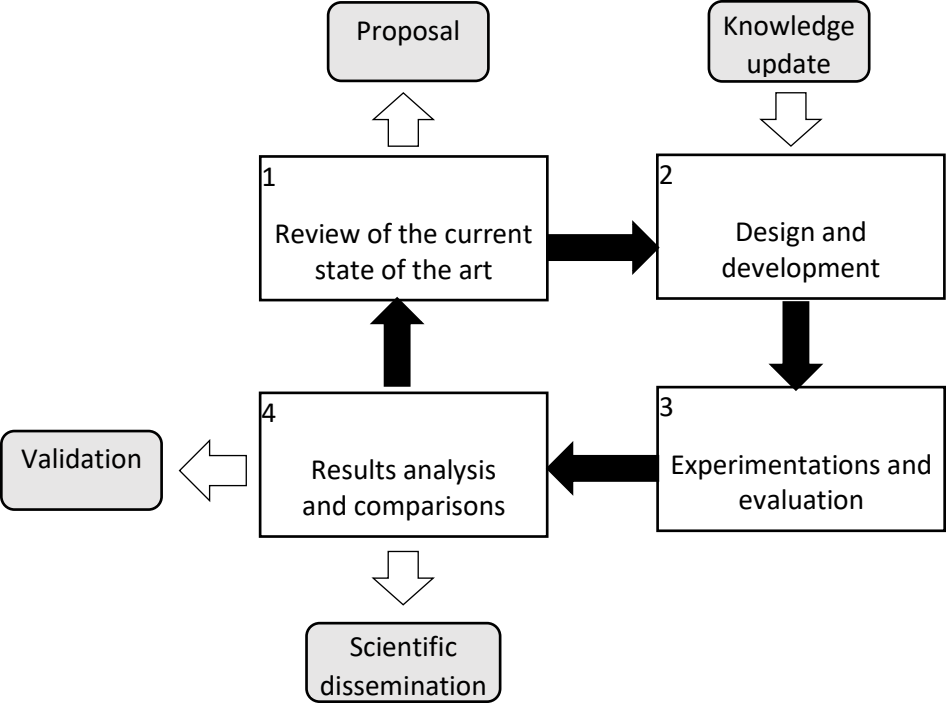 Proposal
Knowledge
update
1
Review of the current
state of the art
2
Design and
development
4
Results analysis
and comparisons
3
Experimentations and
evaluation
Validation
Scientific
dissemination